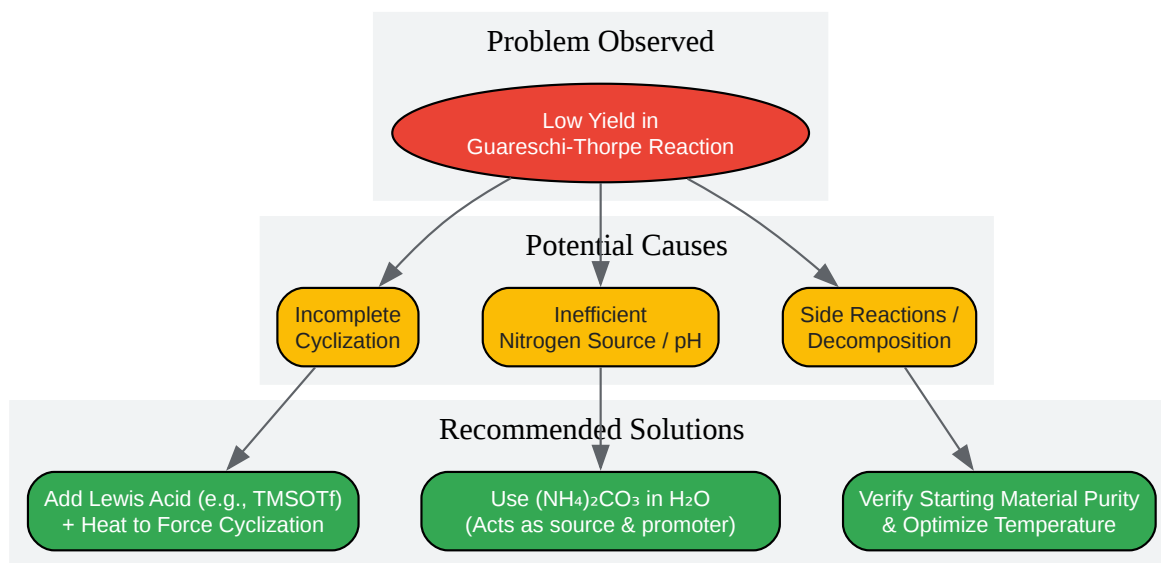 Problem Observed
Low Yield in
Guareschi-Thorpe Reaction
Potential Causes
Incomplete
Cyclization
Inefficient
Nitrogen Source / pH
Side Reactions /
Decomposition
Recommended Solutions
Add Lewis Acid (e.g., TMSOTf)
+ Heat to Force Cyclization
Use (NH₄)₂CO₃ in H₂O
(Acts as source & promoter)
Verify Starting Material Purity
& Optimize Temperature